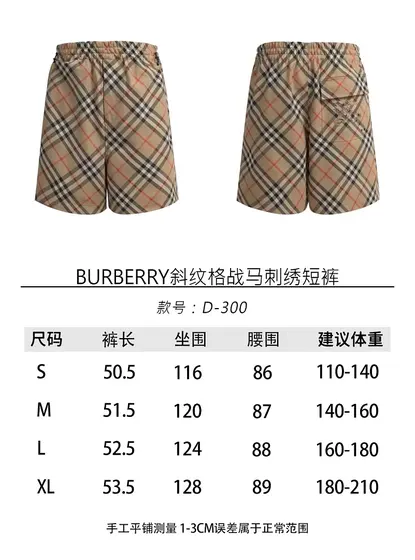 BURBERRY斜纹格战马刺绣短裤
款号：D-300
尺码 裤长 坐围 腰围 建议体重
S 50.5 116 86 110-140
M 51.5 120 87 140-160
L 52.5 124 88 160-180
XL 53.5 128 89 180-210
手工平铺测量 1-3CM误差属于正常范围